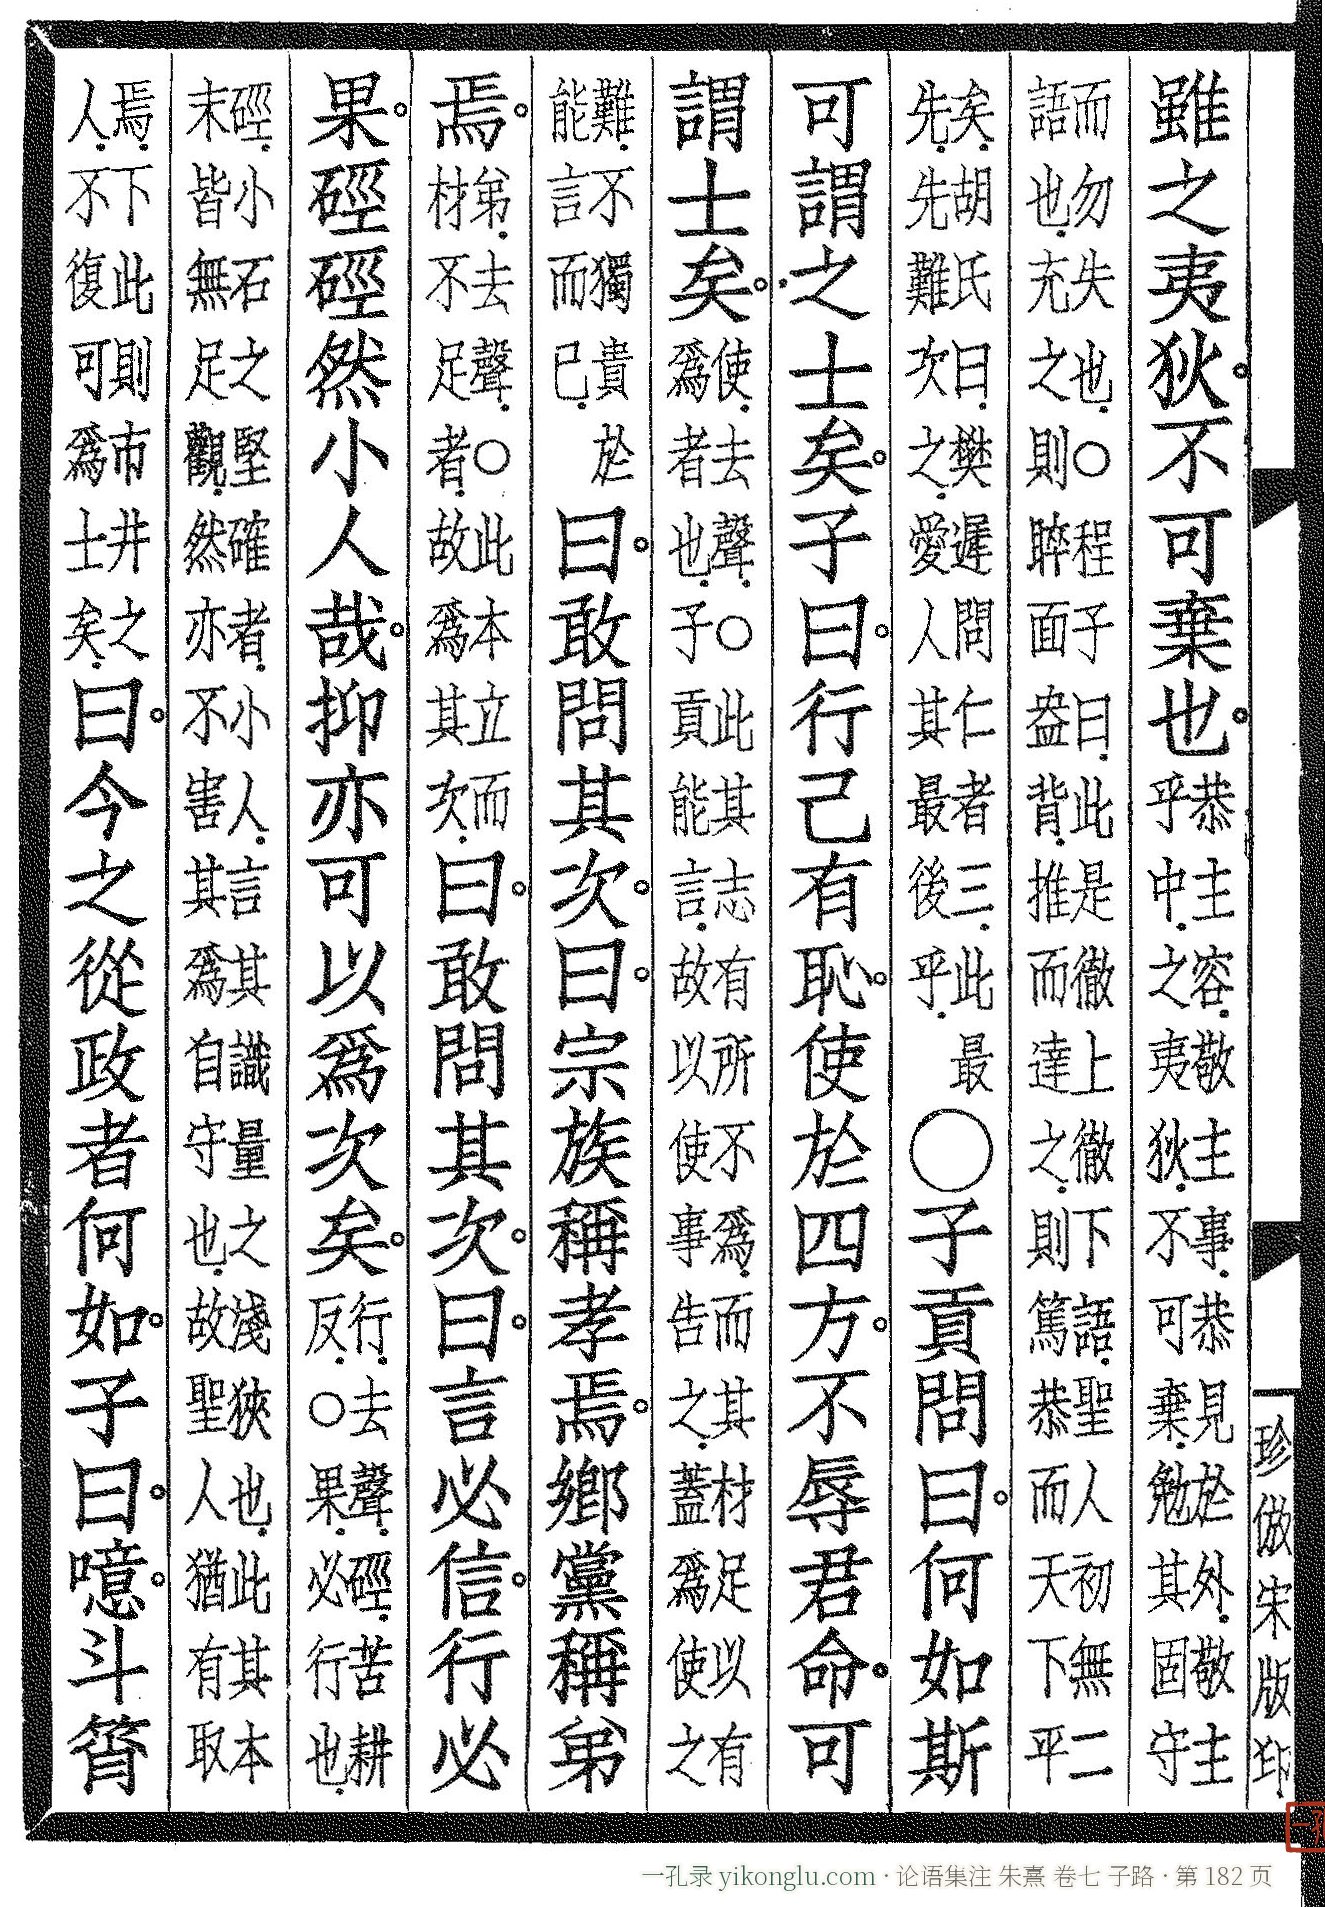 雖之夷狄。不可棄也。恭主容。敬主事。恭見於外。敬主乎中。之夷狄。不可棄。勉其固守
而勿失也。○程子曰。此是徹上徹下語。聖人初無二語也。充之則睟面盎背。推而達之。則篤恭而天下平
矣。胡氏曰。樊遲問仁者三。此最先。先難次之。愛人其最後乎。○子貢問曰。何如斯
可謂之士矣。子曰。行己有恥。使於四方。不辱君命。可
謂士矣。使。去聲。○此其志有所不爲。而其材足以有爲者也。子貢能言。故以使事告之。蓋爲使之
難。不獨貴於能言而已。曰。敢問其次。曰。宗族稱孝焉。鄉黨稱弟
焉。弟。去聲。○此本立而材不足者。故爲其次。曰。敢問其次。曰。言必信。行必
果。硜硜然小人哉。抑亦可以爲次矣。行。去聲。硜。苦耕反。○果。必行也。
硜。小石之堅確者。小人。言其識量之淺狹也。此其本末皆無足觀。然亦不害其爲自守也。故聖人猶有取
焉。下此則市井之人。不復可爲士矣。曰。今之從政者何如。子曰。噫。斗筲
珍倣宋版印
一孔录 yikonglu.com · 论语集注 朱熹 卷七 子路 · 第 182 页